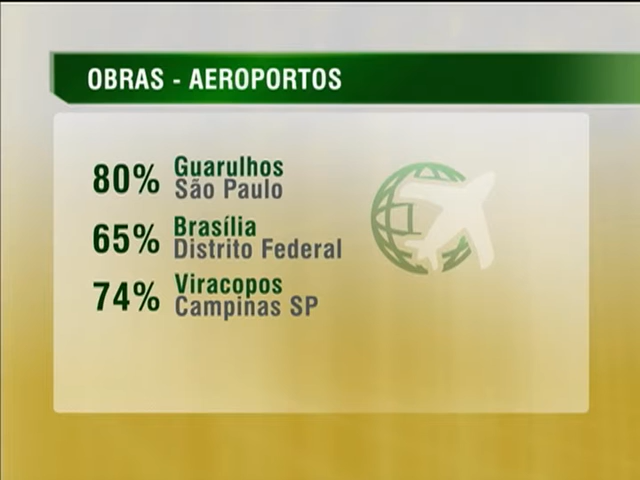 OBRAS - AEROPORTOS
80% Guarulhos
São Paulo
65% Brasília
Distrito Federal
74% Viracopos
Campinas SP